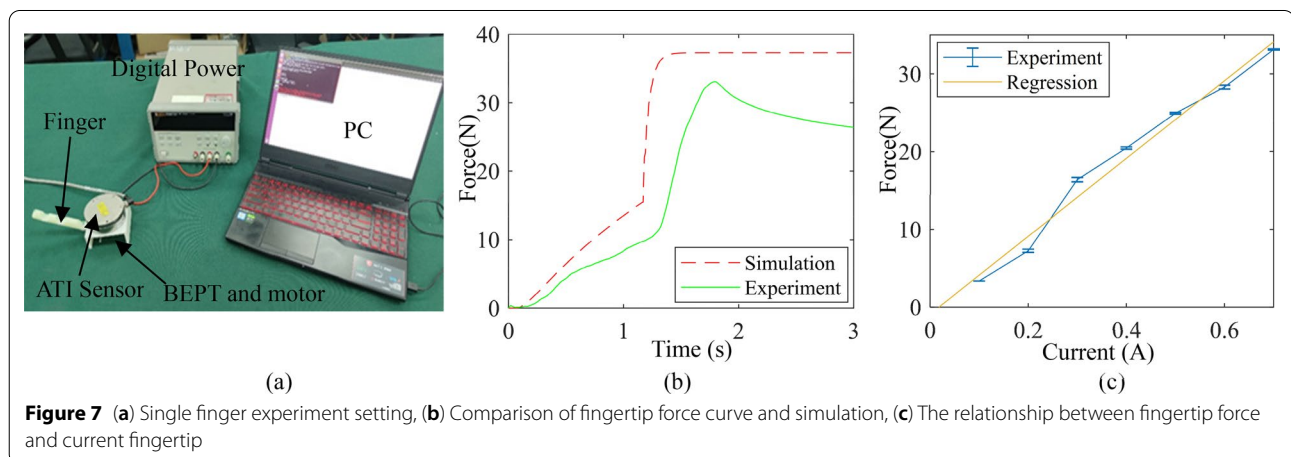 Digital Power
Finger
PC
ATI Sensor
BEPT and motor
(a)
40
30
20
10
0
Force(N)
Simulation
Experiment
0
1
2
3
Time (s)
(b)
30
20
10
0
Force(N)
Experiment
Regression
0
0.2
0.4
0.6
Current (A)
(c)
Figure 7 (a) Single finger experiment setting, (b) Comparison of fingertip force curve and simulation, (c) The relationship between fingertip force
and current fingertip